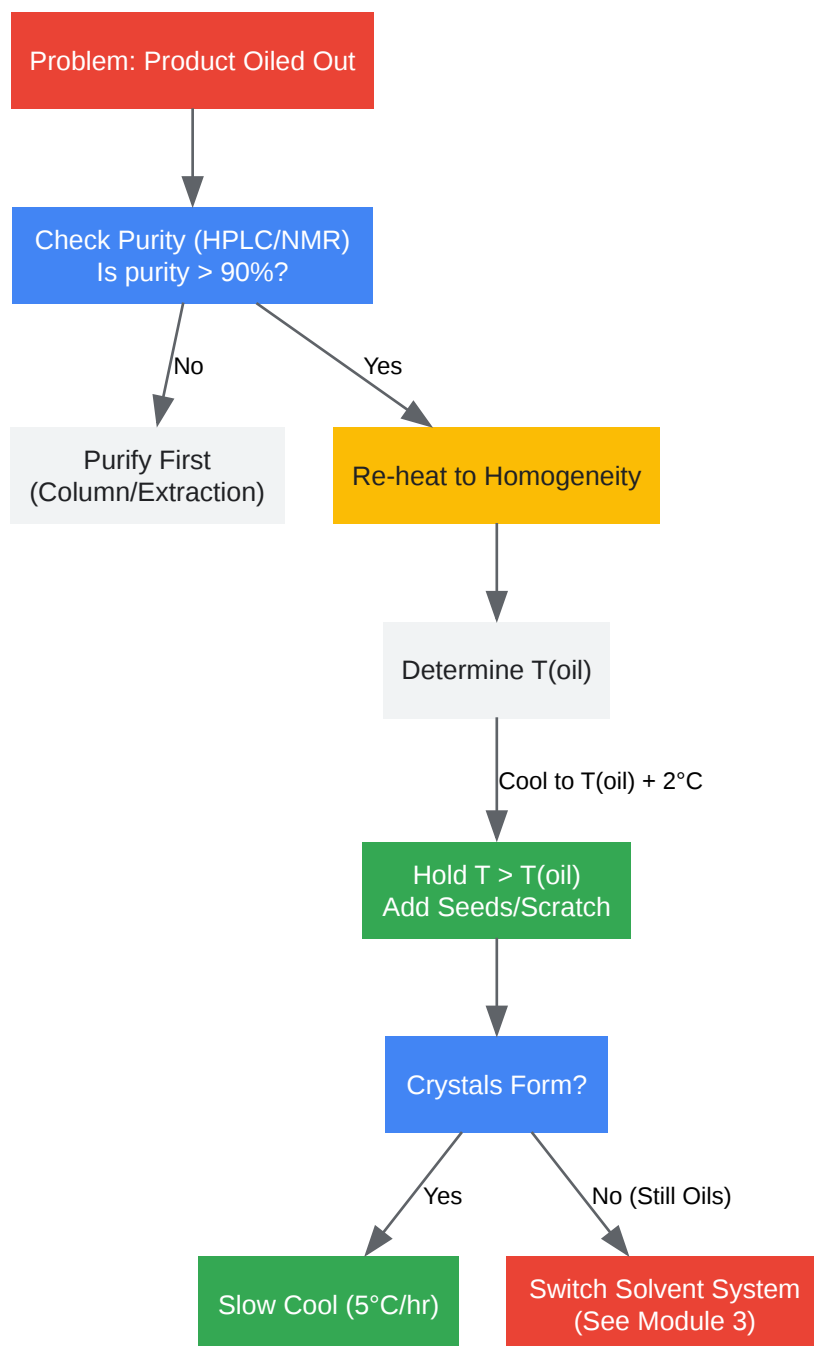 Problem: Product Oiled Out
Check Purity (HPLC/NMR)
Is purity > 90%?
No
Yes
Purify First
(Column/Extraction)
Re-heat to Homogeneity
Determine T(oil)
Cool to T(oil) + 2°C
Hold T > T(oil)
Add Seeds/Scratch
Crystals Form?
Yes
No (Still Oils)
Slow Cool (5°C/hr)
Switch Solvent System
(See Module 3)